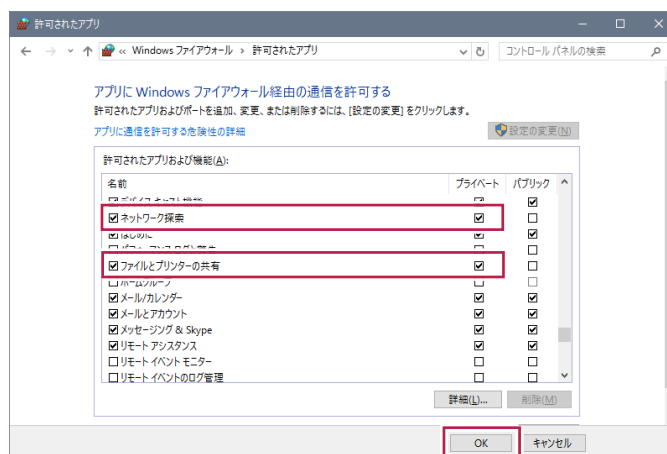 許可されたアプリ
« Windows ファイアウォール › 許可されたアプリ
コントロール パネルの検索
アプリに Windows ファイアウォール経由の通信を許可する
許可されたアプリおよびポートを追加、変更、または削除するには、[設定の変更] をクリックします。
アプリに通信を許可する危険性の詳細
設定の変更(N)
許可されたアプリおよび機能(A):
名前 プライベート パブリック
ネットワーク探索
はじめに
ファイルとプリンターの共有
ホームグループ
メール/カレンダー
メールとアカウント
メッセージング & Skype
リモート アシスタンス
リモート イベント モニター
リモート イベントのログ管理
詳細(L)... 削除(M)
OK キャンセル